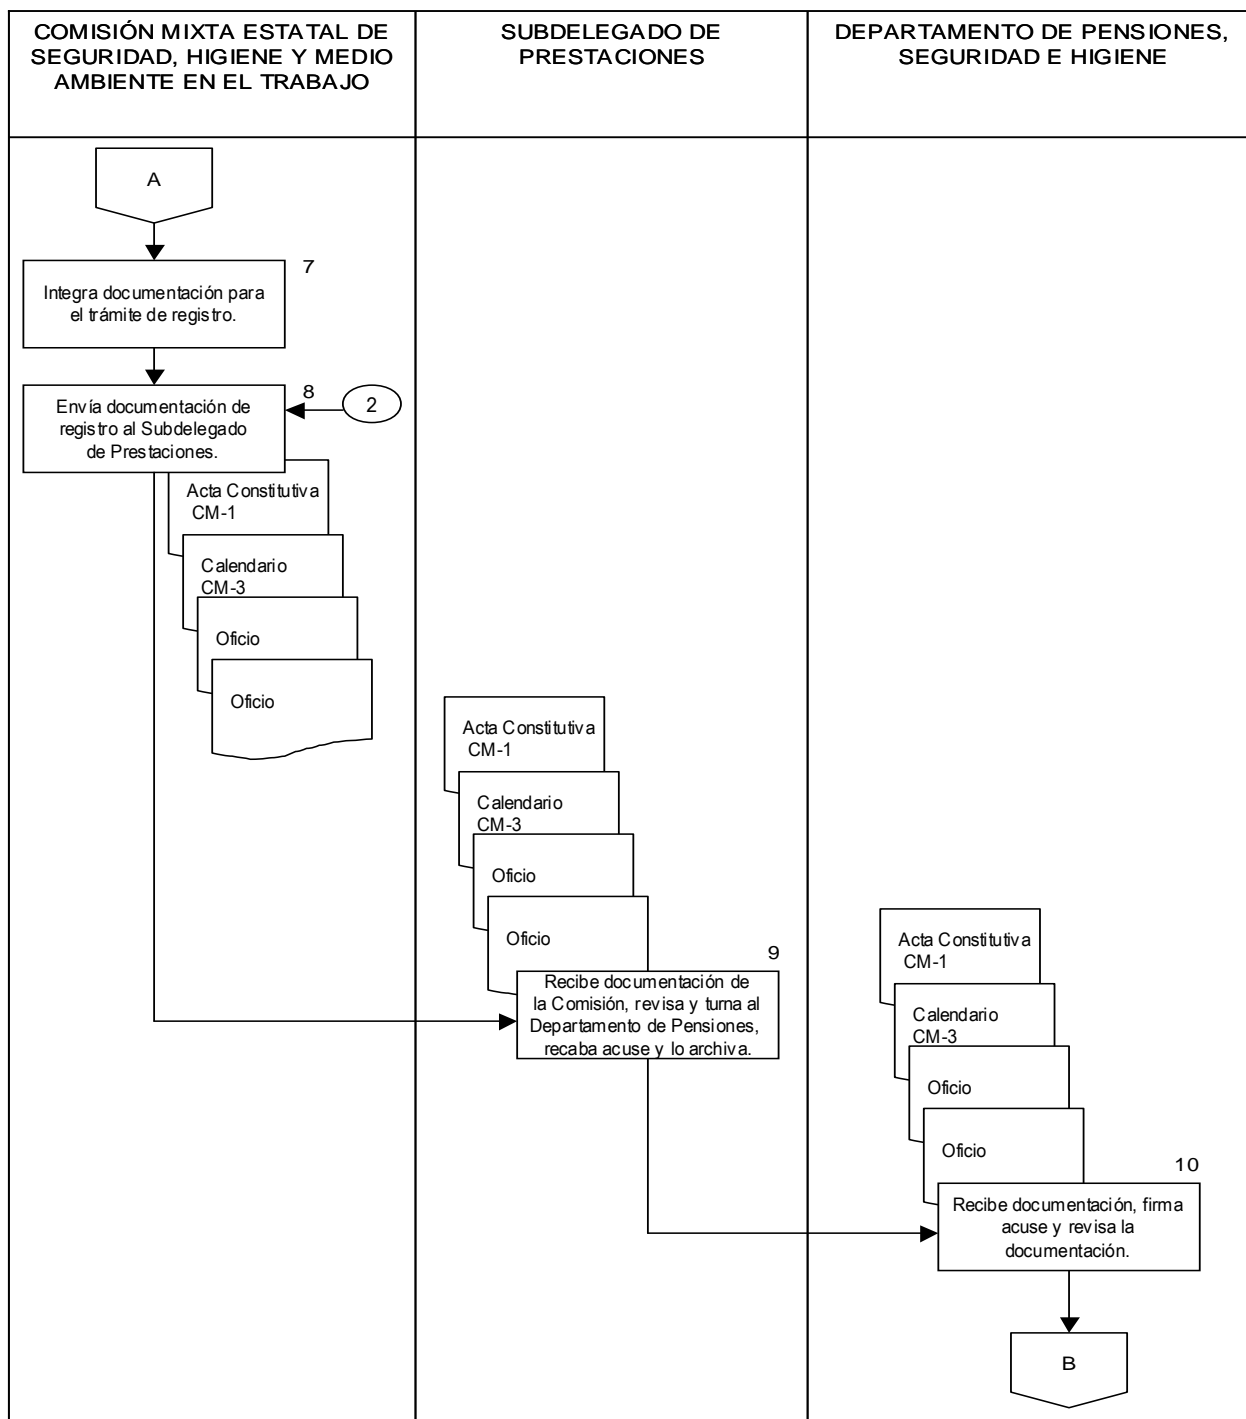 COMISIÓN MIXTA ESTATAL DE
SEGURIDAD, HIGIENE Y MEDIO
AMBIENTE EN EL TRABAJO
SUBDELEGADO DE
PRESTACIONES
DEPARTAMENTO DE PENSIONES,
SEGURIDAD E HIGIENE
A
7
Integra documentación para
el trámite de registro.
8
2
Envía documentación de
registro al Subdelegado
de Prestaciones.
Acta Constitutiva
CM-1
Calendario
CM-3
Oficio
Oficio
Acta Constitutiva
CM-1
Calendario
CM-3
Oficio
Oficio
9
Recibe documentación de
la Comisión, revisa y turna al
Departamento de Pensiones,
recaba acuse y lo archiva.
Acta Constitutiva
CM-1
Calendario
CM-3
Oficio
Oficio
10
Recibe documentación, firma
acuse y revisa la
documentación.
B